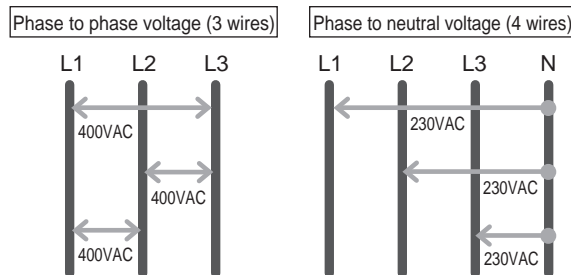 Phase to phase voltage (3 wires)
L1 L2 L3
400VAC
400VAC
400VAC
Phase to neutral voltage (4 wires)
L1 L2 L3 N
230VAC
230VAC
230VAC